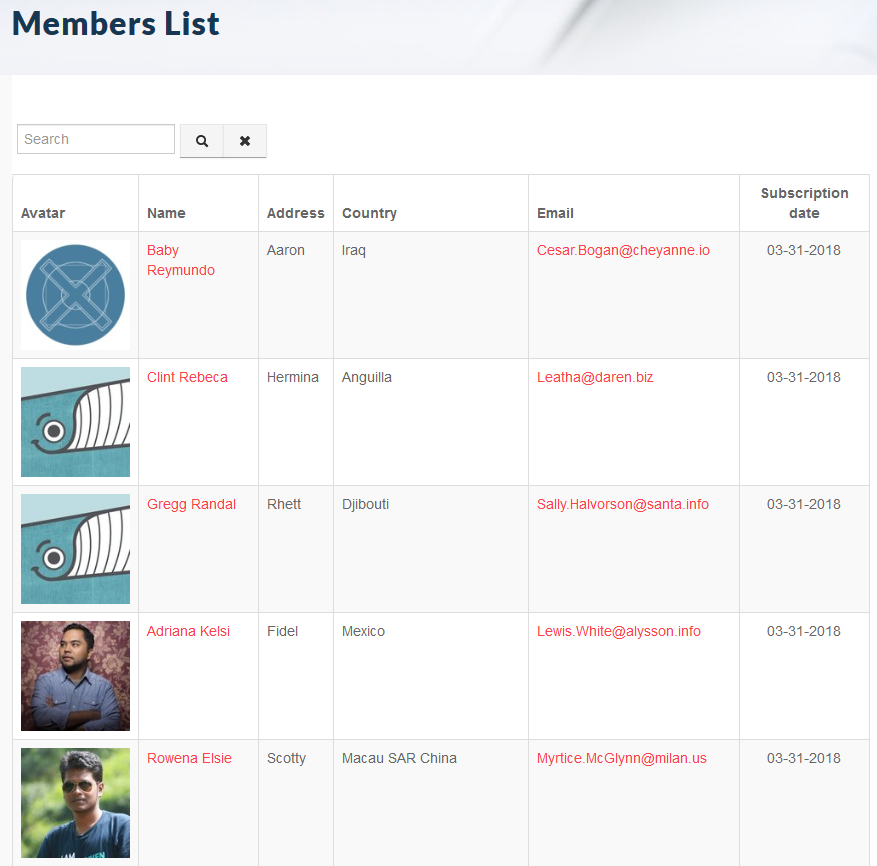 Members List
Search
Avatar Name Address Country Email Subscription date
Baby Reymundo Aaron Iraq Cesar.Bogan@cheyanne.io 03-31-2018
Clint Rebeca Hermina Anguilla Leatha@daren.biz 03-31-2018
Gregg Randal Rhett Djibouti Sally.Halvorson@santa.info 03-31-2018
Adriana Kelsi Fidel Mexico Lewis.White@alysson.info 03-31-2018
Rowena Elsie Scotty Macau SAR China Myrtice.McGlynn@milan.us 03-31-2018